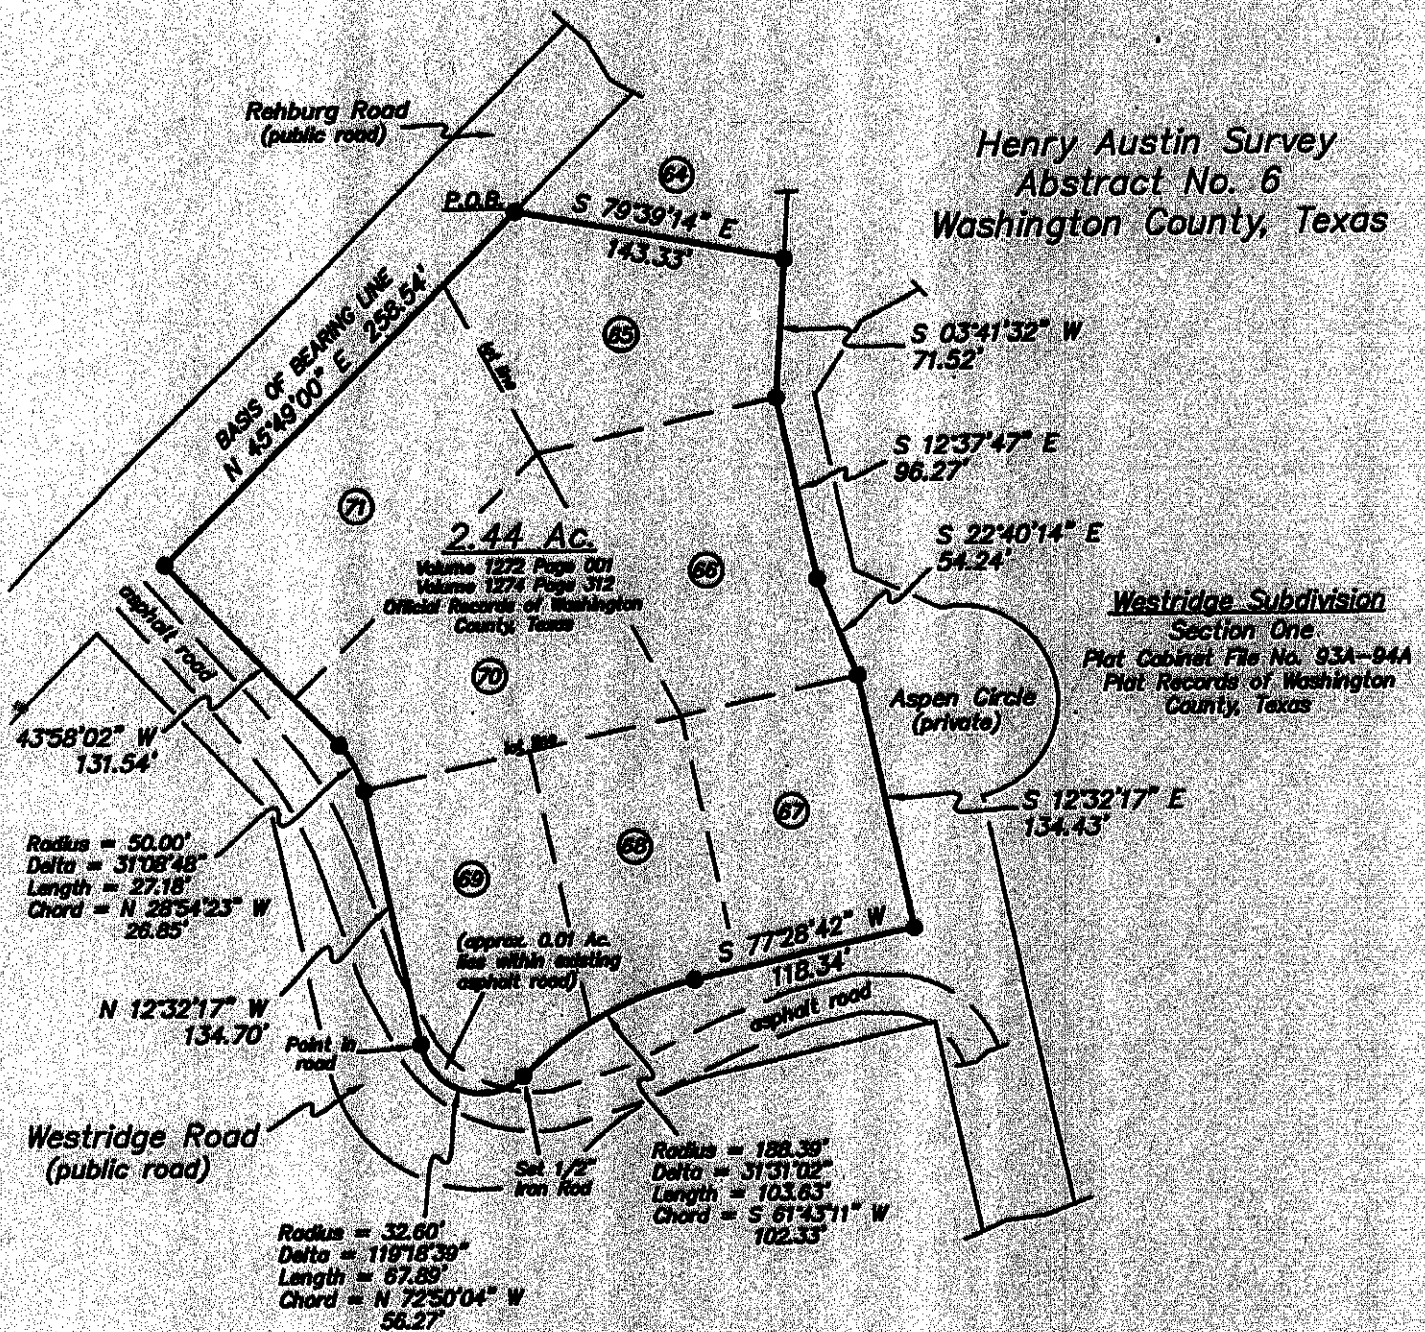 Rehburg Road
(public road)
Henry Austin Survey
Abstract No. 6
Washington County, Texas
64
P.O.B.
S 79°39'14" E
143.33'
BASIS OF BEARING LINE
N 45°49'00" E 258.54'
65
lot line
S 03°41'32" W
71.52'
S 12°37'47" E
96.27'
71
2.44 Ac.
Volume 1272 Page 001
Volume 1274 Page 312
Official Records of Washington
County, Texas
66
S 22°40'14" E
54.24'
Westridge Subdivision
Section One
Plat Cabinet File No. 93A-94A
Plat Records of Washington
County, Texas
asphalt road
70
Aspen Circle
(private)
43°58'02" W
131.54'
lot line
S 12°32'17" E
134.43'
67
68
69
Radius = 50.00'
Delta = 31°08'48"
Length = 27.18'
Chord = N 28°54'23" W
26.85'
(approx. 0.01 Ac.
lies within existing
asphalt road)
S 77°28'42" W
118.34'
asphalt road
N 12°32'17" W
134.70'
Point in
road
Westridge Road
(public road)
Set 1/2"
Iron Rod
Radius = 188.39'
Delta = 31°31'02"
Length = 103.63'
Chord = S 61°43'11" W
102.33'
Radius = 32.60'
Delta = 119°18'39"
Length = 67.89'
Chord = N 72°50'04" W
56.27'